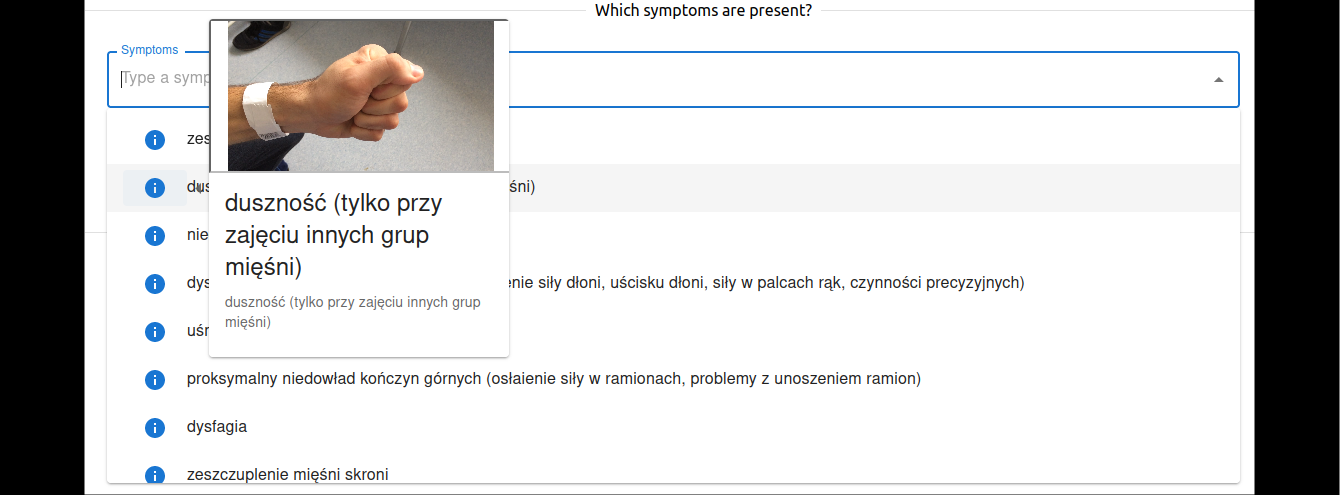 Which symptoms are present?
Symptoms
Type a symp
zes
dus
śni)
duszność (tylko przy
zajęciu innych grup
mięśni)
duszność (tylko przy zajęciu innych grup
mięśni)
nie
dys
enie siły dłoni, uścisku dłoni, siły w palcach rąk, czynności precyzyjnych)
uśm
proksymalny niedowład kończyn górnych (osłaienie siły w ramionach, problemy z unoszeniem ramion)
dysfagia
zeszczuplenie mięśni skroni